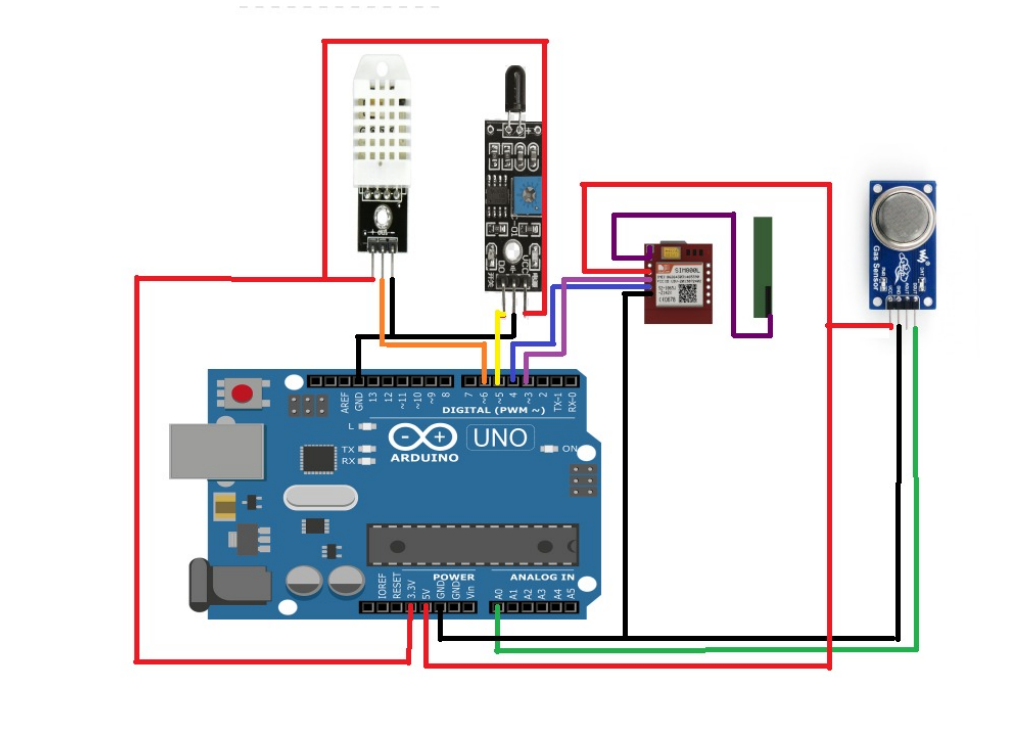 SIM800L
Gas Sensor
AREF
GND
13
12
~11
~10
~9
8
7
~6
~5
4
~3
2
TX-1
RX-0
DIGITAL (PWM ~)
L
TX
RX
UNO
ON
ARDUINO
POWER
ANALOG IN
IOREF
RESET
3.3V
5V
GND
GND
Vin
A0
A1
A2
A3
A4
A5